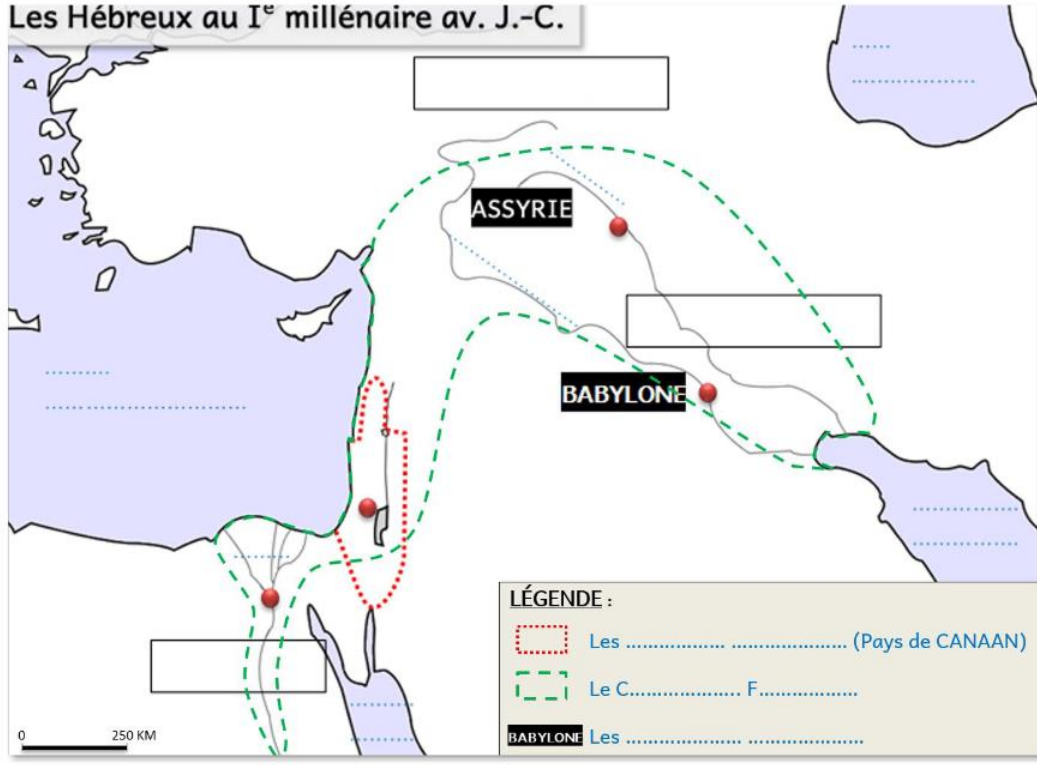 Les Hébreux au Ie millénaire av. J.-C.
ASSYRIE
BABYLONE
LÉGENDE :
Les .................. ..................... (Pays de CANAAN)
Le C.................... F..................
BABYLONE Les ..................... .....................
0 250 KM